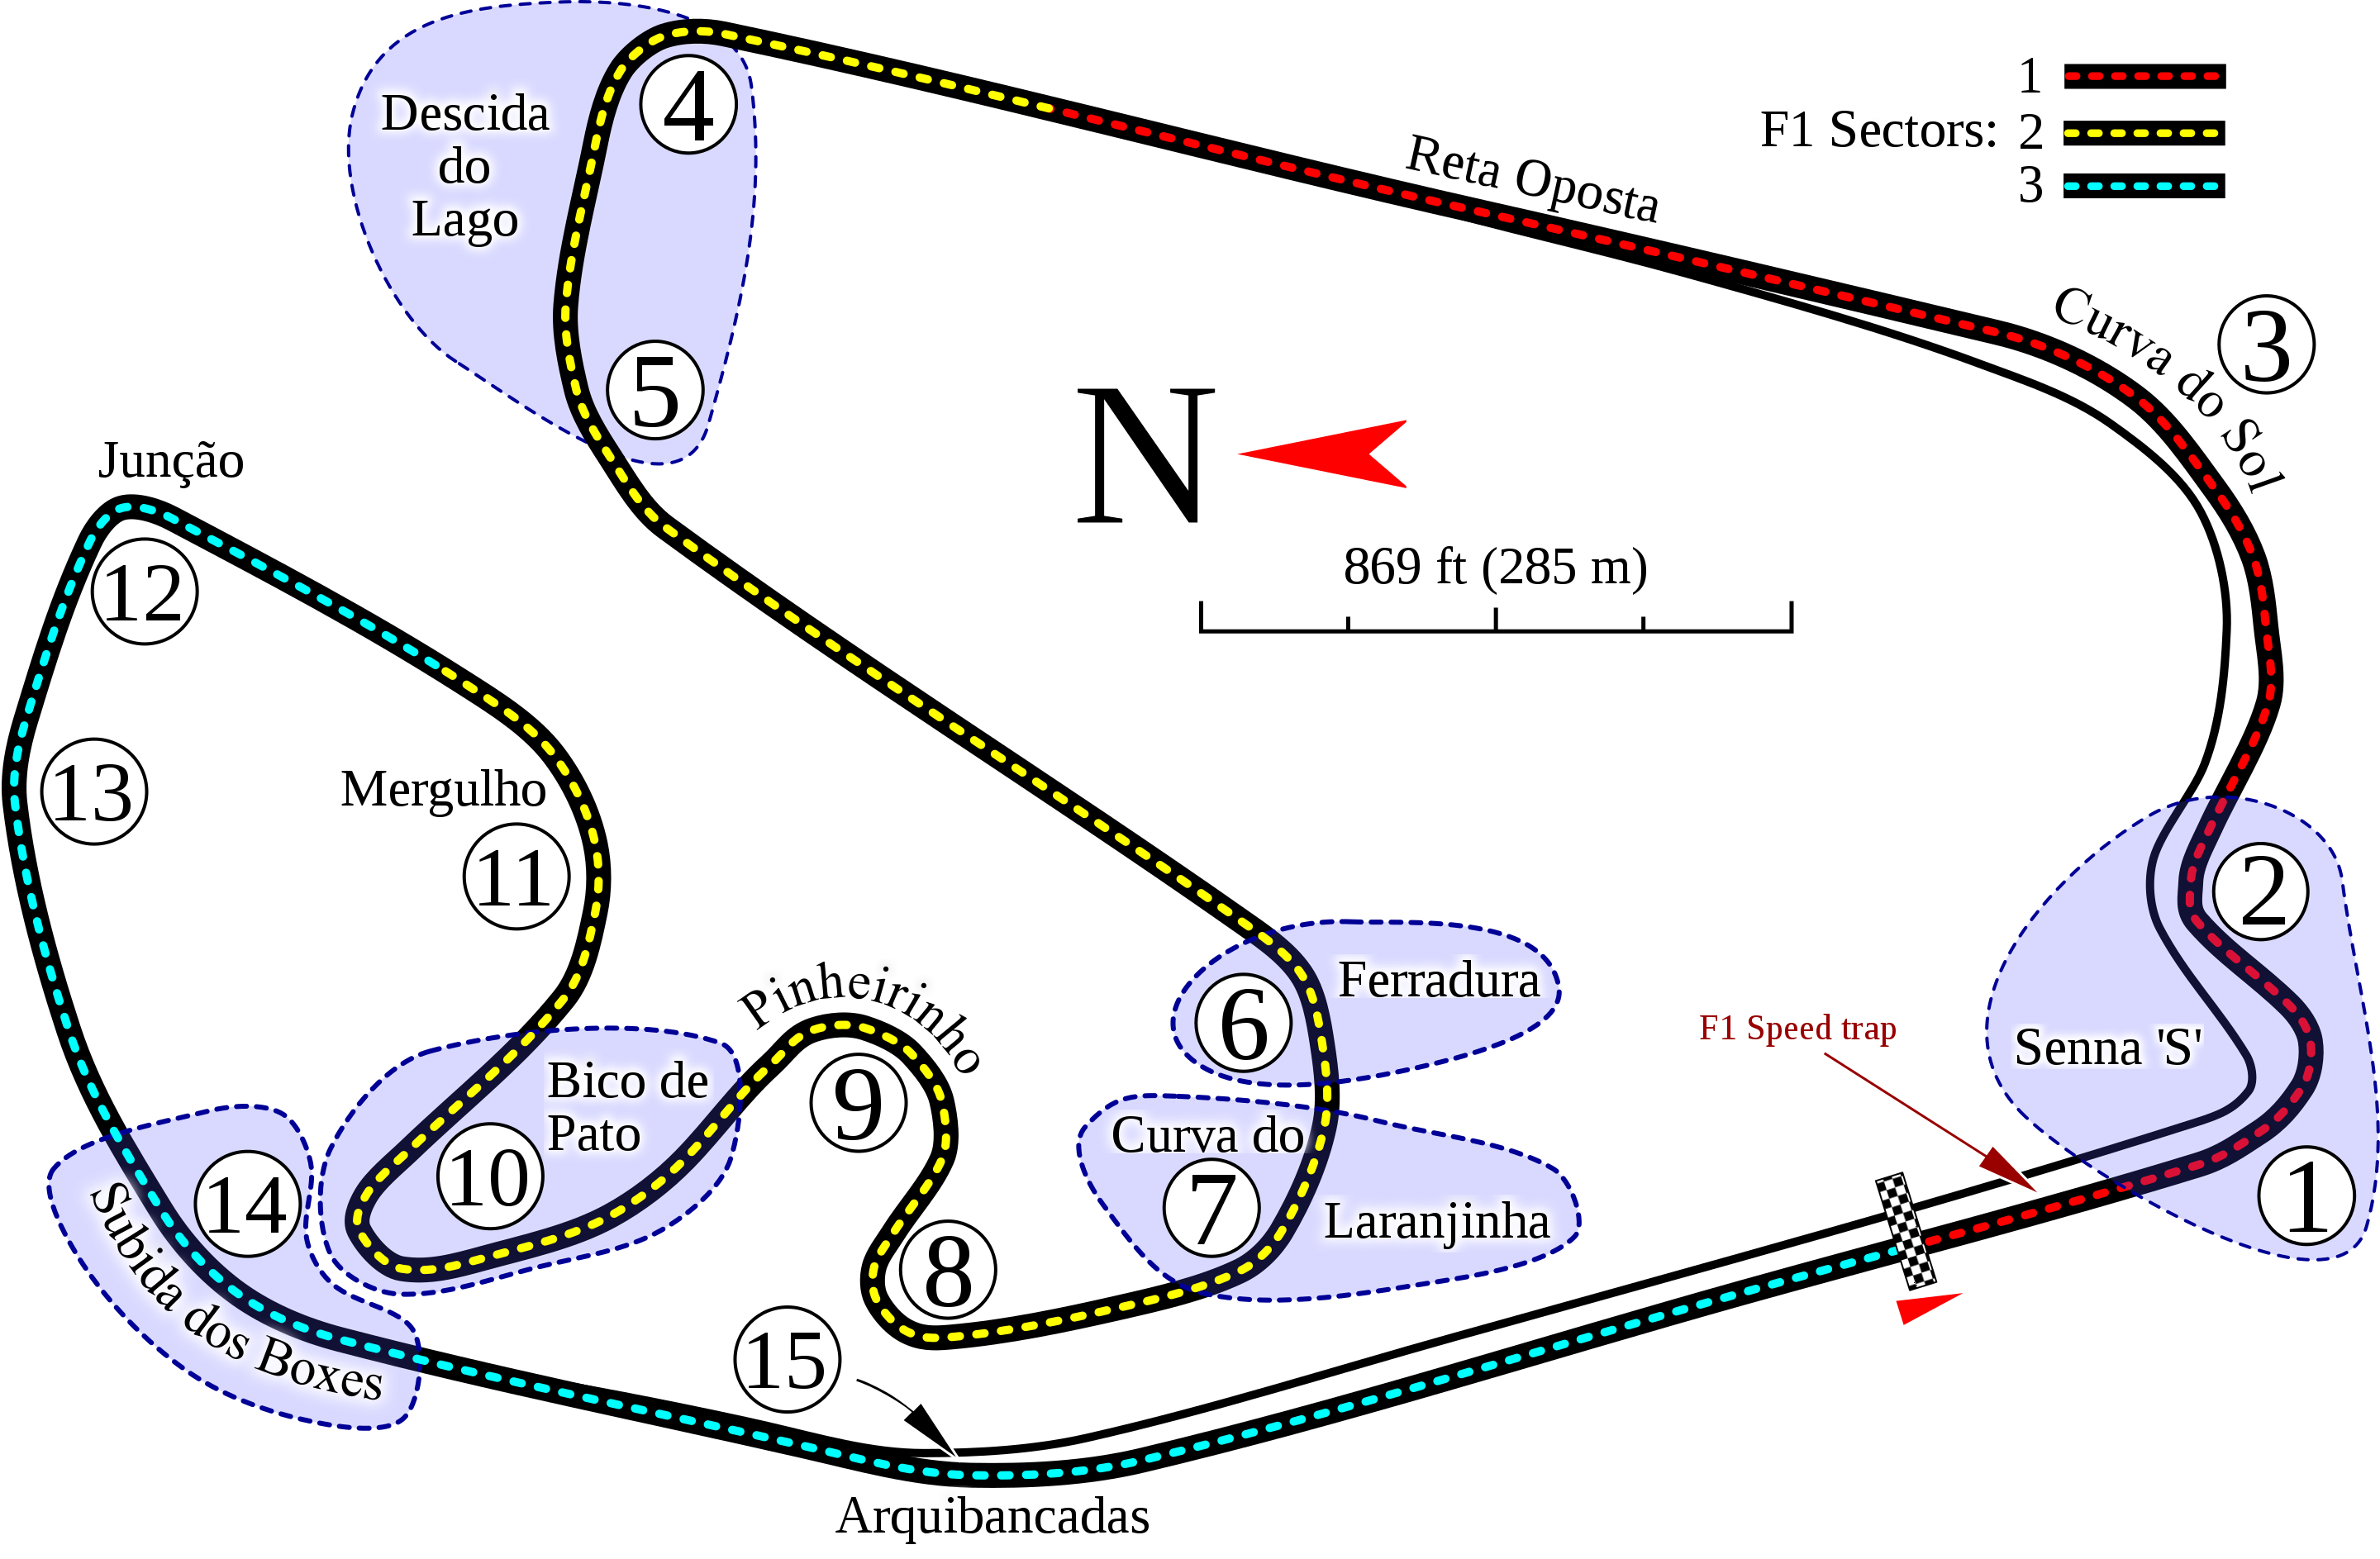 4
Descida
do
Lago
5
1
F1 Sectors: 2
3
Reta Oposta
Curva do Sol
3
N
869 ft (285 m)
Junção
12
13
Mergulho
11
Pinheirinho
9
Bico de
Pato
10
6
Ferradura
Curva do
7
Laranjinha
8
2
Senna 'S'
F1 Speed trap
1
14
Subida dos Boxes
15
Arquibancadas